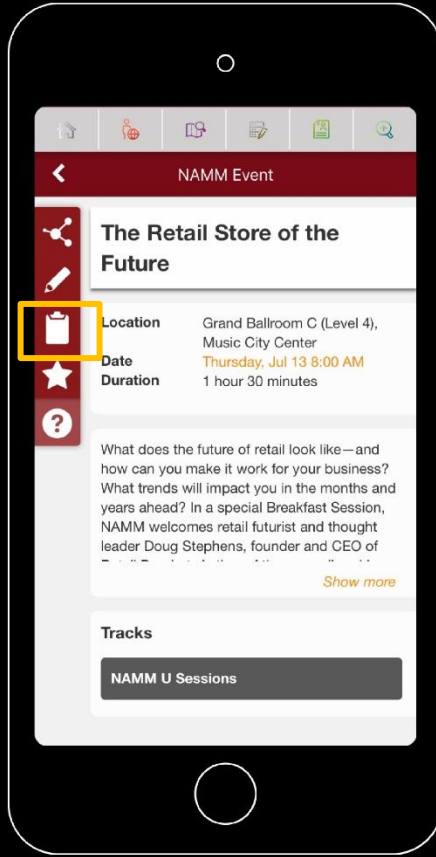 NAMM Event
The Retail Store of the
Future
Location Grand Ballroom C (Level 4),
Music City Center
Date Thursday, Jul 13 8:00 AM
Duration 1 hour 30 minutes
?
What does the future of retail look like—and
how can you make it work for your business?
What trends will impact you in the months and
years ahead? In a special Breakfast Session,
NAMM welcomes retail futurist and thought
leader Doug Stephens, founder and CEO of
Show more
Tracks
NAMM U Sessions